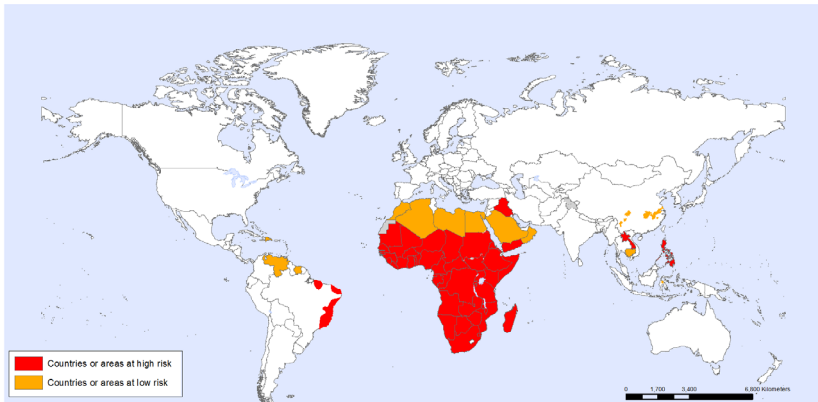 Countries or areas at high risk
Countries or areas at low risk
0 1,700 3,400 6,800 Kilometers